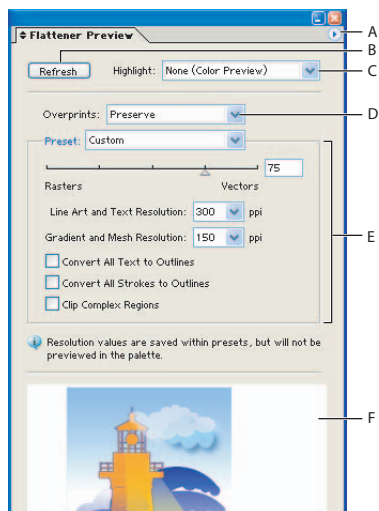 Flattener Preview
A
B
Refresh Highlight: None (Color Preview)
C
Overprints: Preserve
D
Preset: Custom
75
Rasters Vectors
Line Art and Text Resolution: 300 ppi
Gradient and Mesh Resolution: 150 ppi
E
Convert All Text to Outlines
Convert All Strokes to Outlines
Clip Complex Regions
Resolution values are saved within presets, but will not be
previewed in the palette.
F